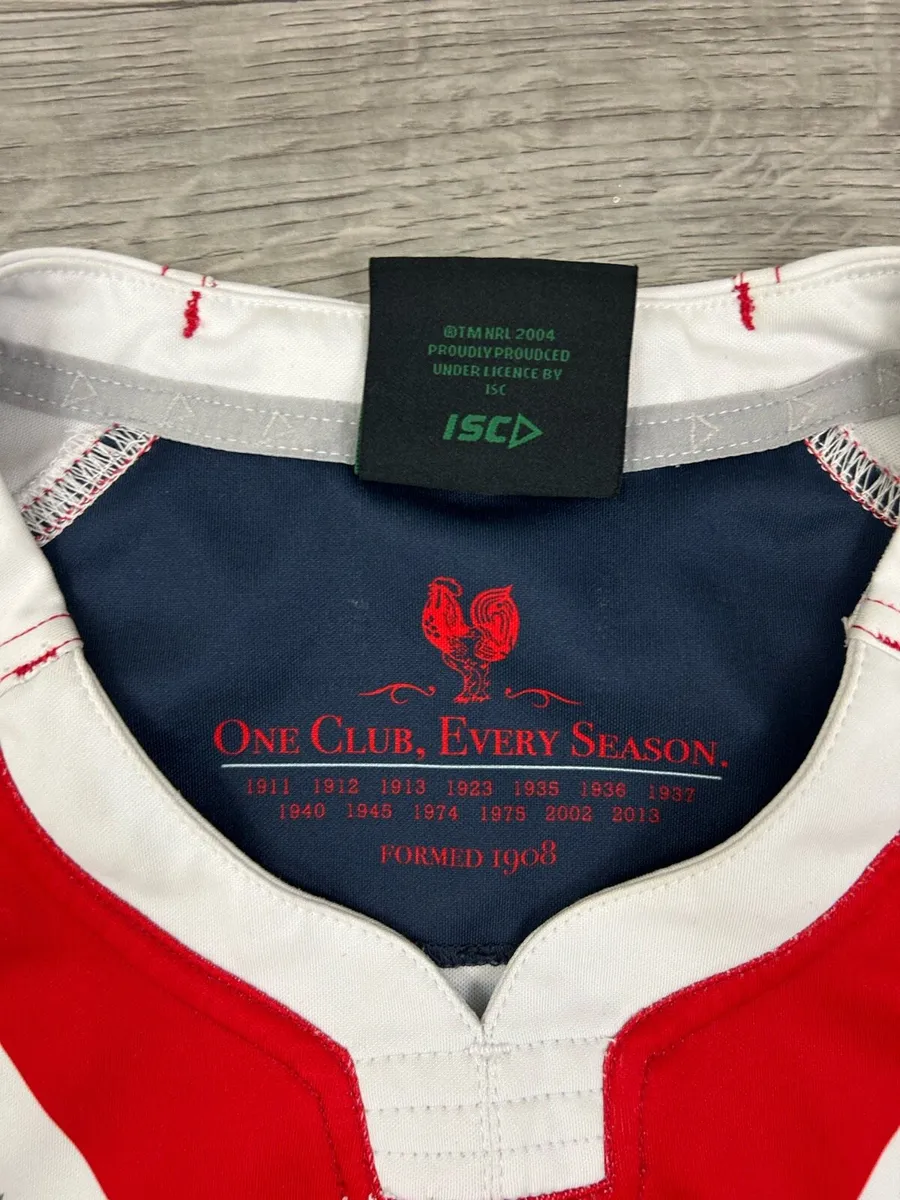 ®TM NRL 2004
PROUDLY PROUDCED
UNDER LICENCE BY
ISC
ISC
ONE CLUB, EVERY SEASON.
1911 1912 1913 1923 1935 1936 1937
1940 1945 1974 1975 2002 2013
FORMED 1908